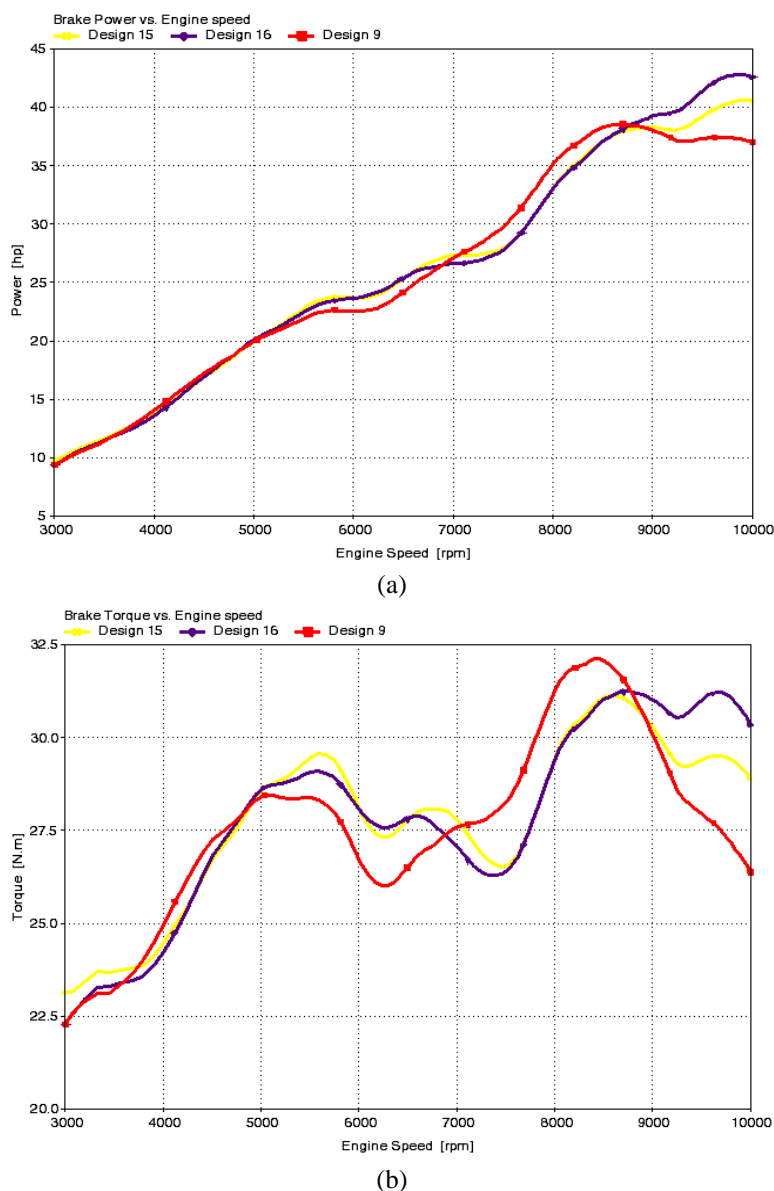 Brake Power vs. Engine speed
Design 15 Design 16 Design 9
45
40
35
30
25
20
15
10
5
Power [hp]
3000 4000 5000 6000 7000 8000 9000 10000
Engine Speed [rpm]
(a)
Brake Torque vs. Engine speed
Design 15 Design 16 Design 9
32.5
30.0
27.5
25.0
22.5
20.0
Torque [N.m]
3000 4000 5000 6000 7000 8000 9000 10000
Engine Speed [rpm]
(b)